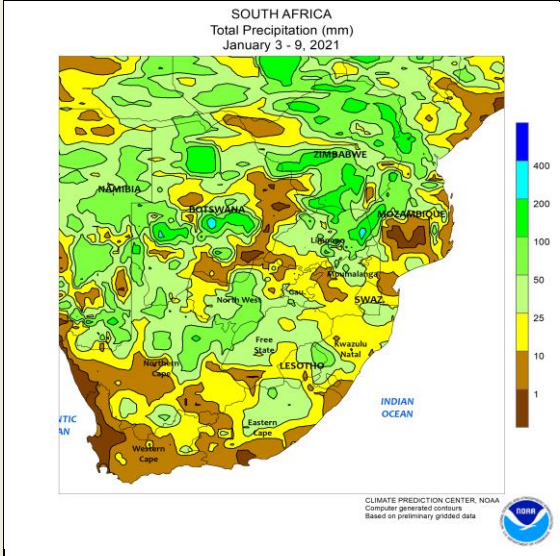 SOUTH AFRICA
Total Precipitation (mm)
January 3 - 9, 2021
ZIMBABWE
NAMIBIA
BOTSWANA
MOZAMBIQUE
Limpopo
Mpumalanga
North West
Gau.
SWAZ.
Free
State
Kwazulu
Natal
Northern
Cape
LESOTHO
Eastern
Cape
Western
Cape
NTIC
AN
INDIAN
OCEAN
400
200
100
50
25
10
1
CLIMATE PREDICTION CENTER, NOAA
Computer generated contours
Based on preliminary gridded data
NOAA